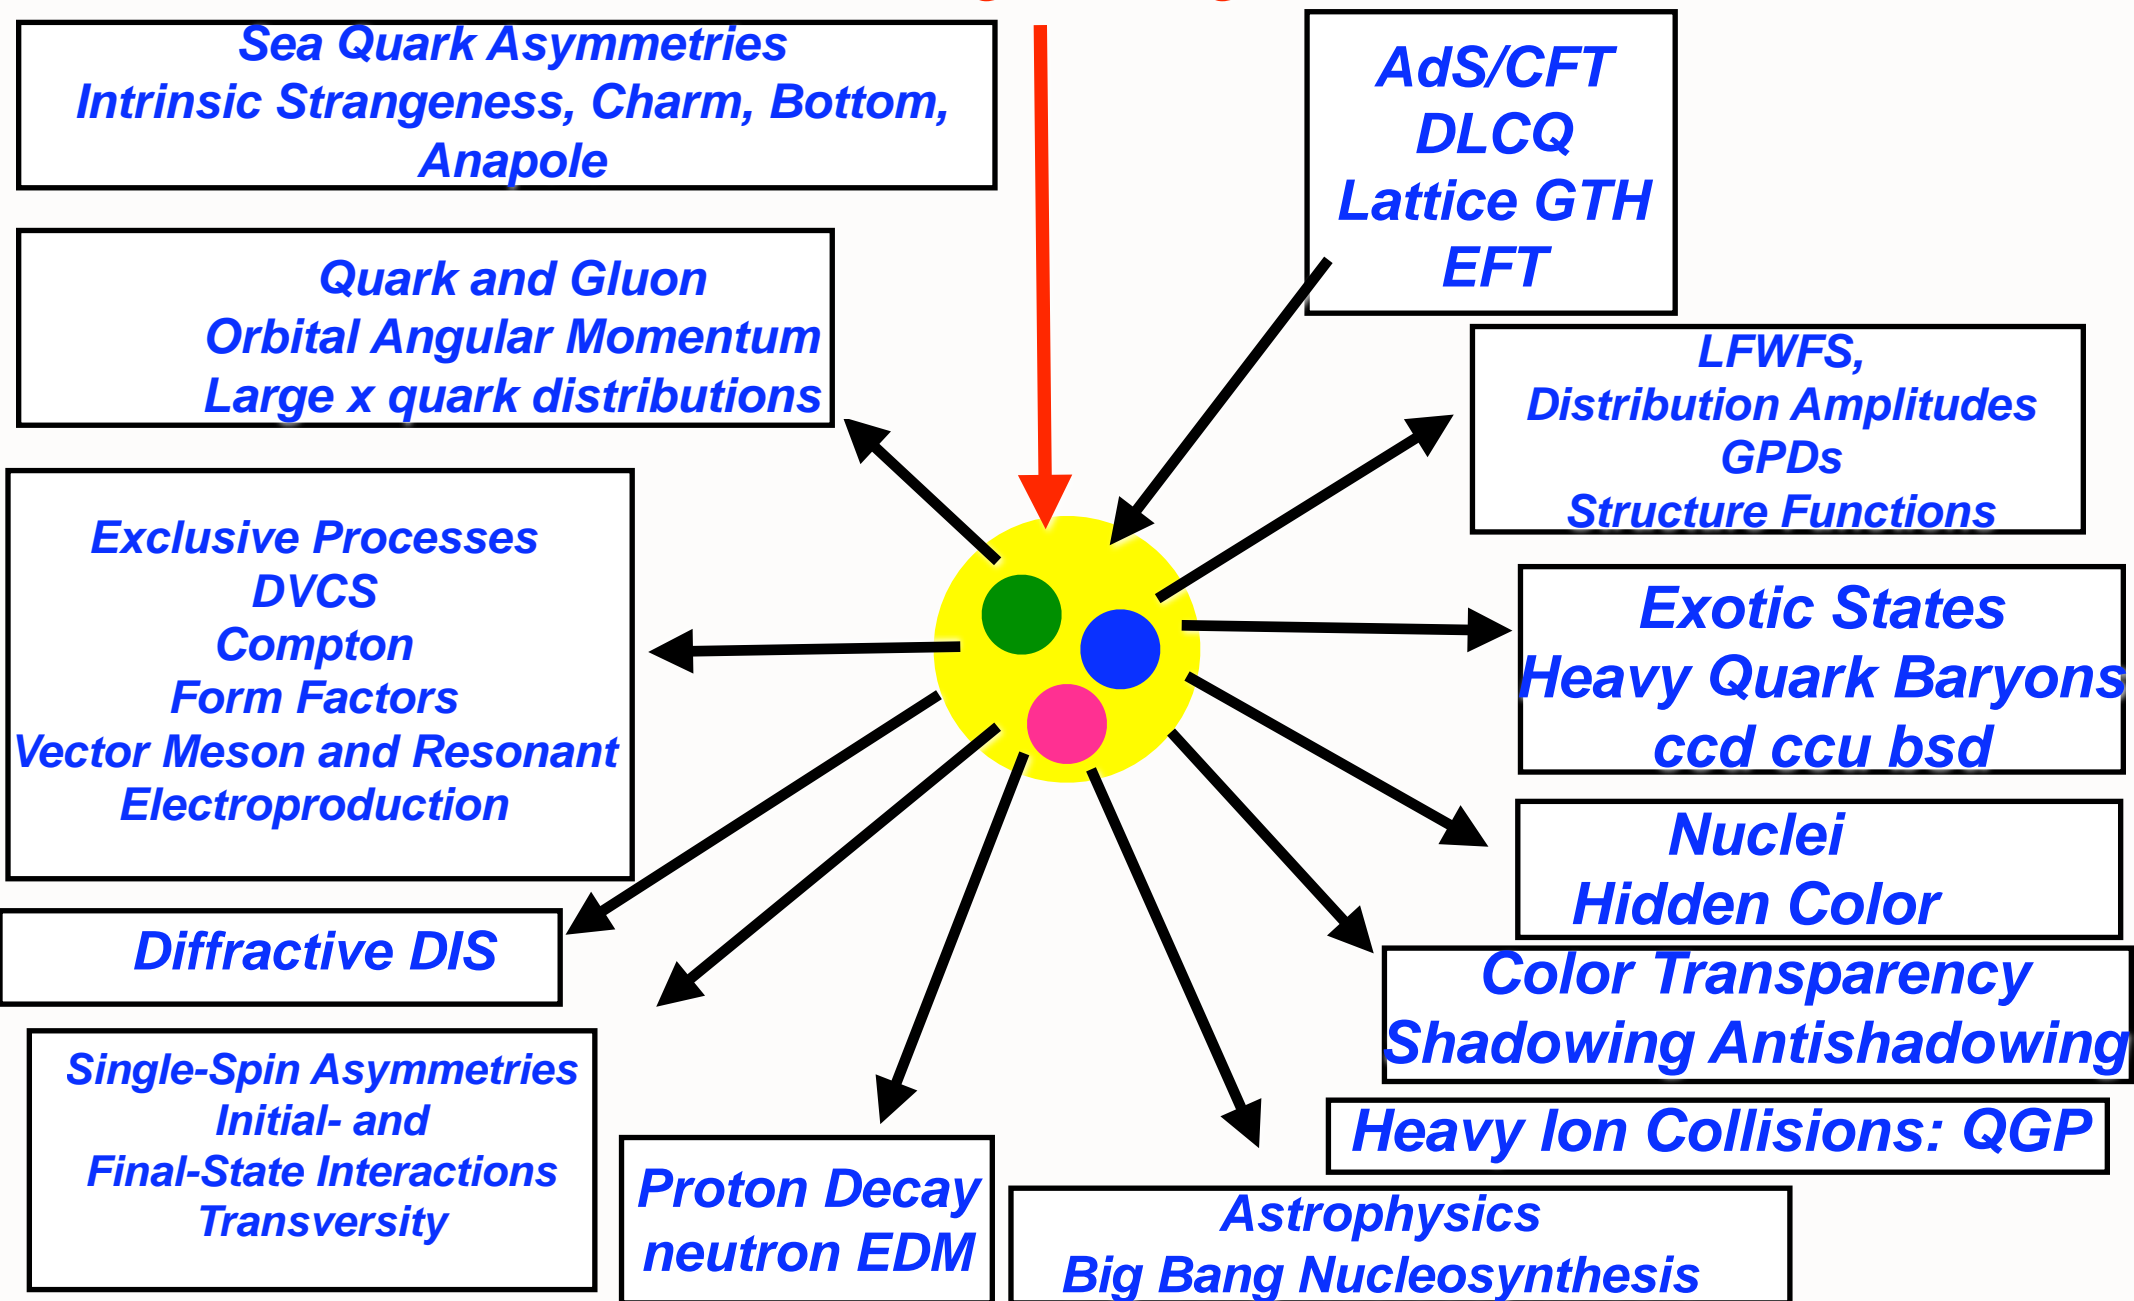 Sea Quark Asymmetries
Intrinsic Strangeness, Charm, Bottom,
Anapole
AdS/CFT
DLCQ
Lattice GTH
EFT
Quark and Gluon
Orbital Angular Momentum
Large x quark distributions
LFWFS,
Distribution Amplitudes
GPDs
Structure Functions
Exclusive Processes
DVCS
Compton
Form Factors
Vector Meson and Resonant
Electroproduction
Exotic States
Heavy Quark Baryons
ccd ccu bsd
Nuclei
Hidden Color
Diffractive DIS
Color Transparency
Shadowing Antishadowing
Single-Spin Asymmetries
Initial- and
Final-State Interactions
Transversity
Heavy Ion Collisions: QGP
Proton Decay
neutron EDM
Astrophysics
Big Bang Nucleosynthesis